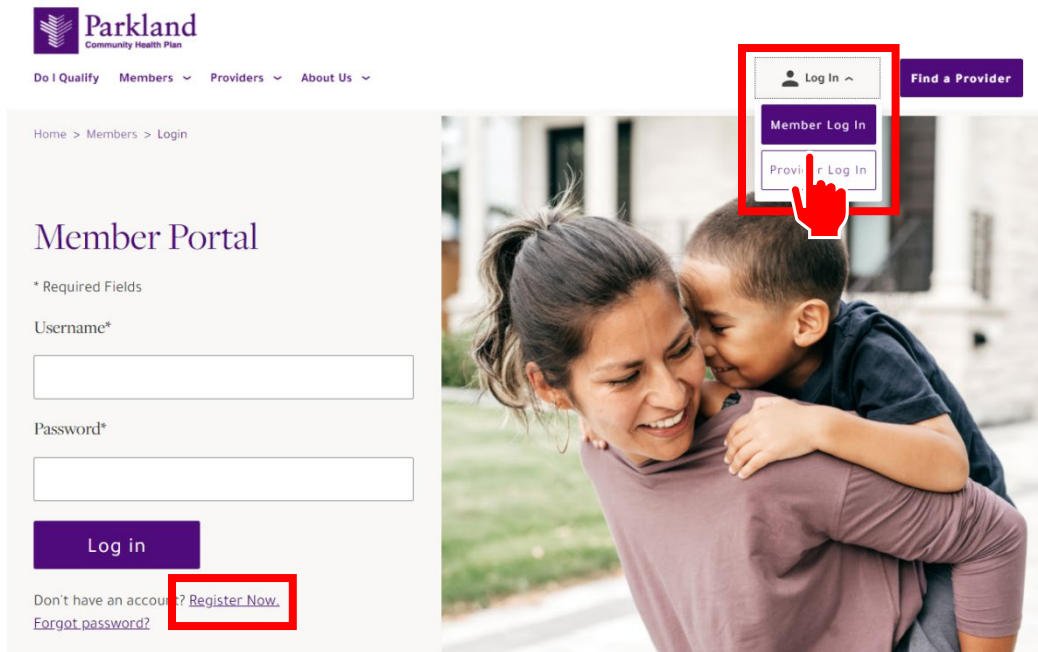 Parkland
Community Health Plan
Do I Qualify Members Providers About Us
Log In
Find a Provider
Member Log In
Provider Log In
Home > Members > Login
Member Portal
* Required Fields
Username*
Password*
Log in
Don't have an account? Register Now.
Forgot password?